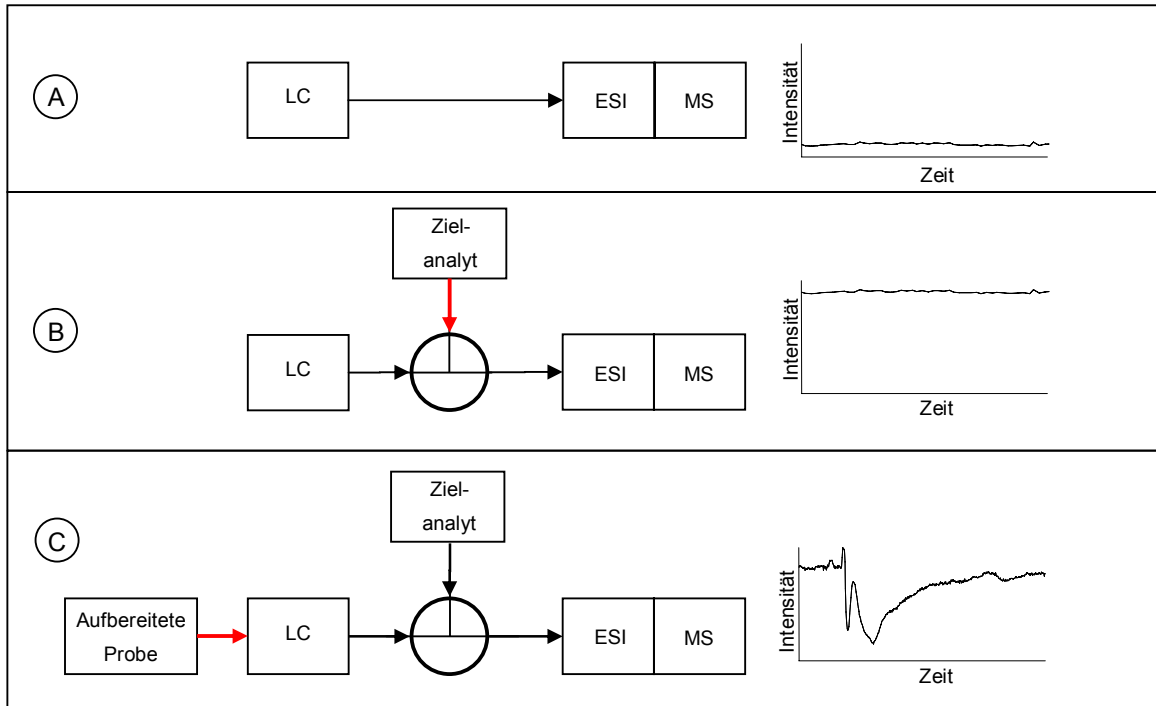 A
LC
ESI
MS
Intensität
Zeit
B
Ziel-
analyt
LC
ESI
MS
Intensität
Zeit
C
Ziel-
analyt
Aufbereitete
Probe
LC
ESI
MS
Intensität
Zeit